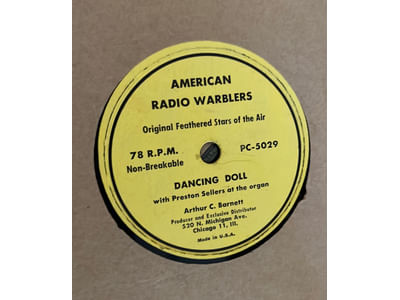 AMERICAN
RADIO WARBLERS
Original Feathered Stars of the Air
78 R.P.M. PC-5029
Non-Breakable
DANCING DOLL
with Preston Sellers at the organ
Arthur C. Barnett
Producer and Exclusive Distributor
520 N. Michigan Ave.
Chicago 11, Ill.
Made in U.S.A.